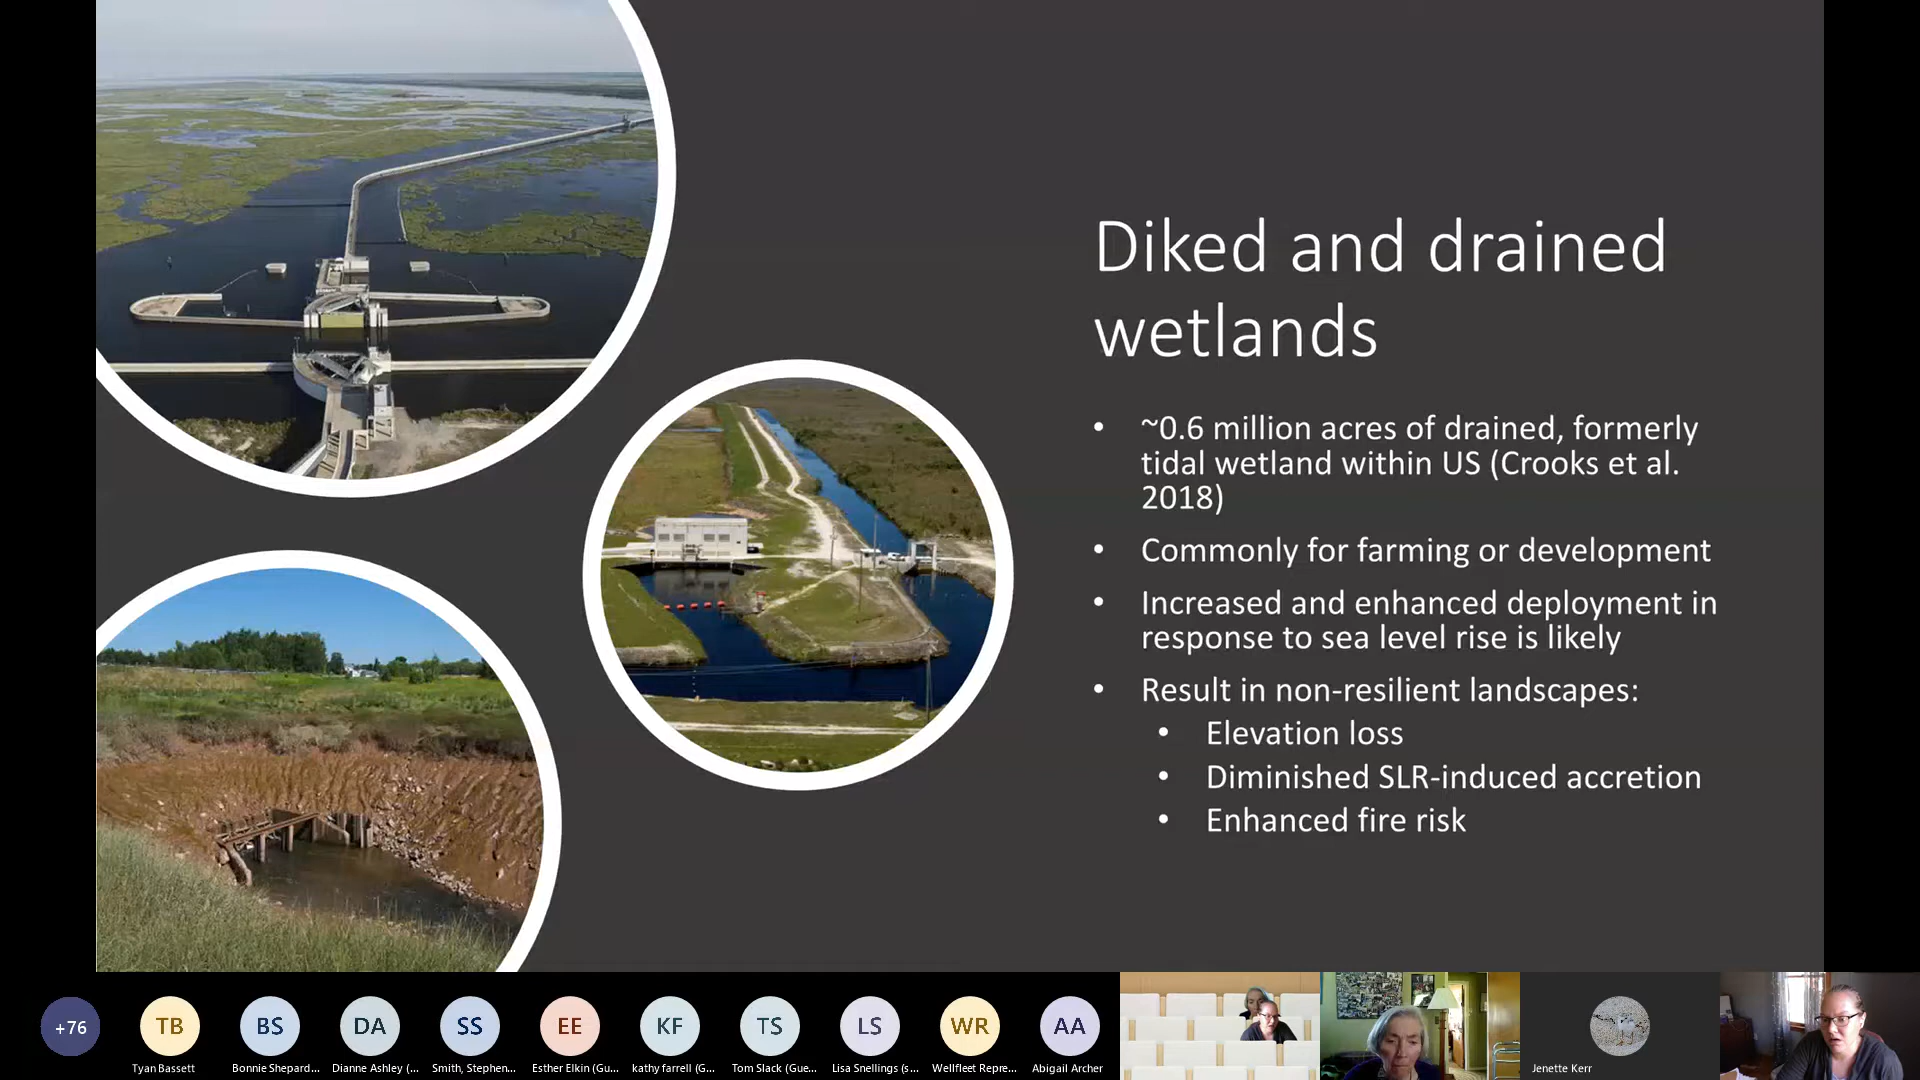 Diked and drained
wetlands
• ~0.6 million acres of drained, formerly
tidal wetland within US (Crooks et al.
2018)
• Commonly for farming or development
• Increased and enhanced deployment in
response to sea level rise is likely
• Result in non-resilient landscapes:
• Elevation loss
• Diminished SLR-induced accretion
• Enhanced fire risk
+76
TB
BS
DA
SS
EE
KF
TS
LS
WR
AA
Tyan Bassett
Bonnie Shepard...
Dianne Ashley (...
Smith, Stephen...
Esther Elkin (Gu...
kathy farrell (G...
Tom Slack (Gue...
Lisa Snellings (s...
Wellfleet Repre...
Abigail Archer
Jenette Kerr